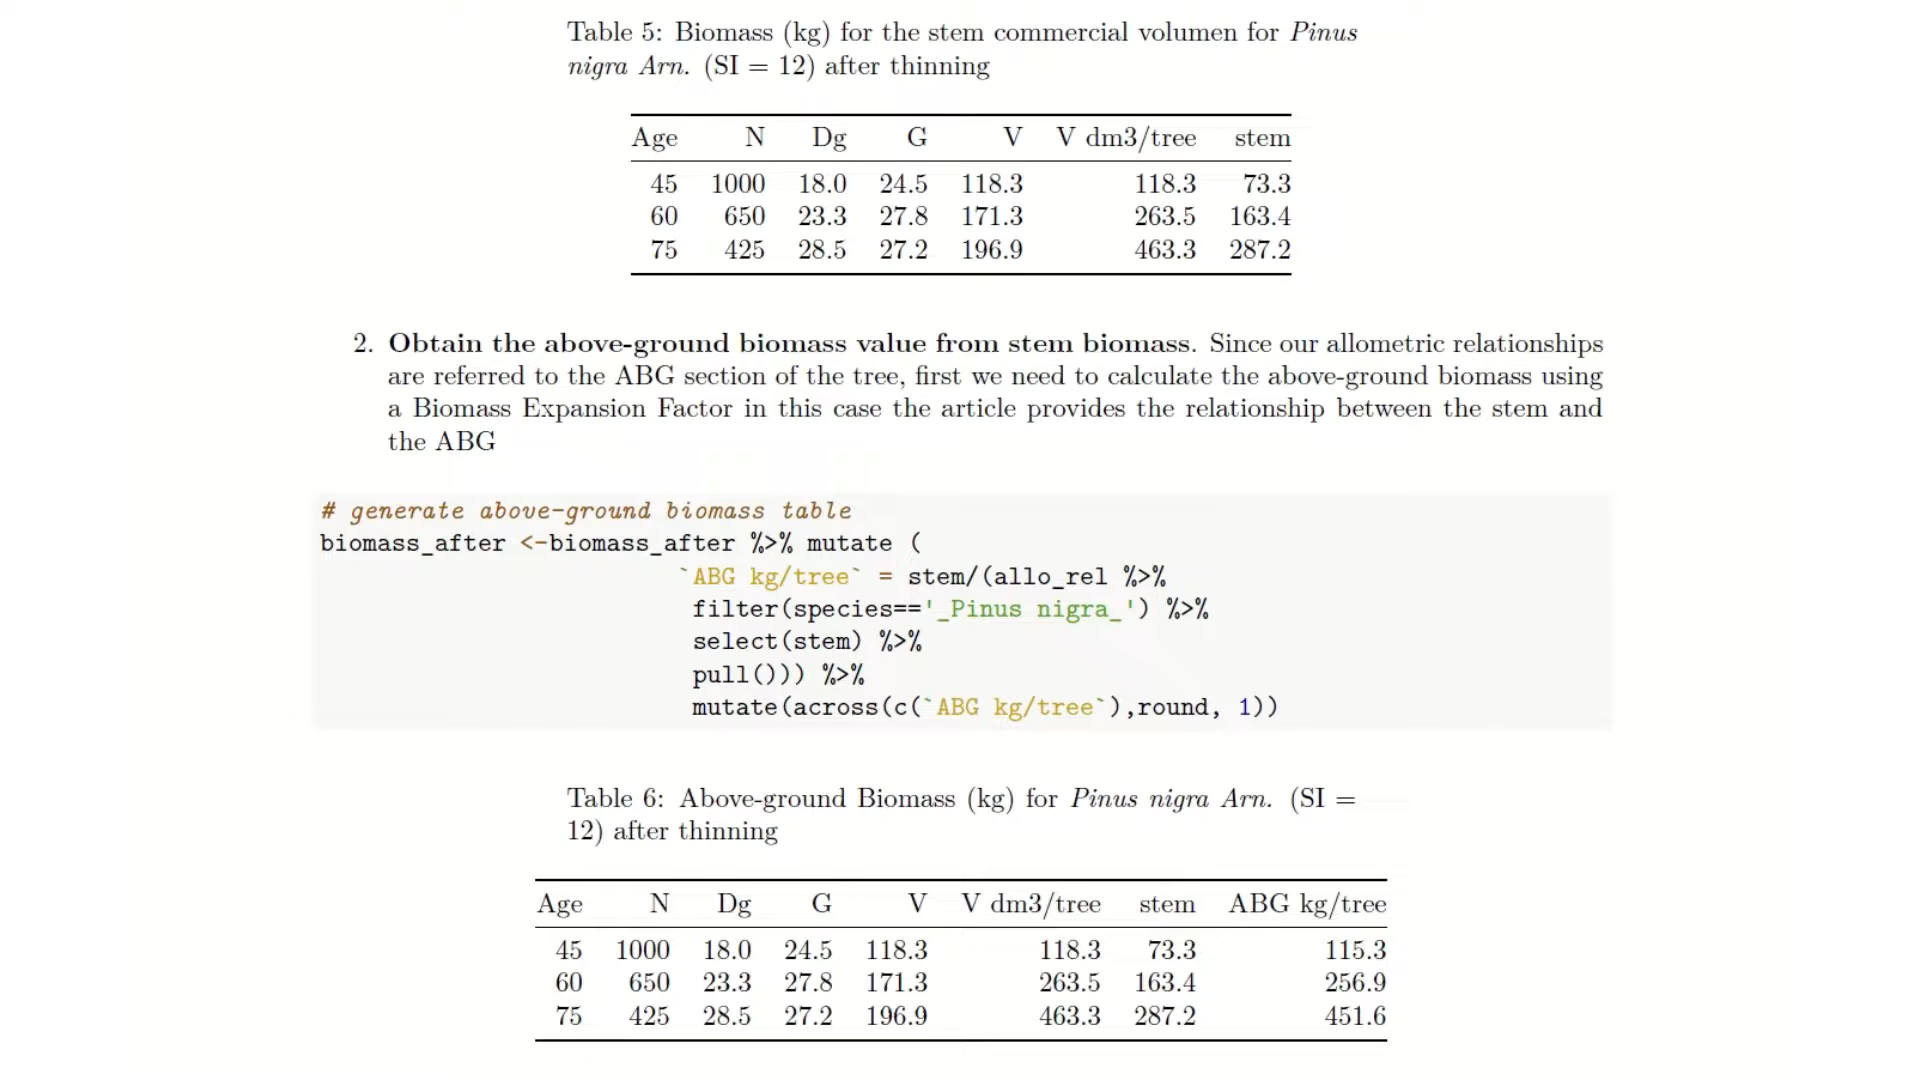 Table 5: Biomass (kg) for the stem commercial volumen for Pinus
nigra Arn. (SI = 12) after thinning
Age N Dg G V V dm3/tree stem
45 1000 18.0 24.5 118.3 118.3 73.3
60 650 23.3 27.8 171.3 263.5 163.4
75 425 28.5 27.2 196.9 463.3 287.2
2. Obtain the above-ground biomass value from stem biomass. Since our allometric relationships
are referred to the ABG section of the tree, first we need to calculate the above-ground biomass using
a Biomass Expansion Factor in this case the article provides the relationship between the stem and
the ABG
# generate above-ground biomass table
biomass_after <-biomass_after %>% mutate (
`ABG kg/tree` = stem/(allo_rel %>%
filter(species=='_Pinus nigra_') %>%
select(stem) %>%
pull())) %>%
mutate(across(c(`ABG kg/tree`),round, 1))
Table 6: Above-ground Biomass (kg) for Pinus nigra Arn. (SI =
12) after thinning
Age N Dg G V V dm3/tree stem ABG kg/tree
45 1000 18.0 24.5 118.3 118.3 73.3 115.3
60 650 23.3 27.8 171.3 263.5 163.4 256.9
75 425 28.5 27.2 196.9 463.3 287.2 451.6